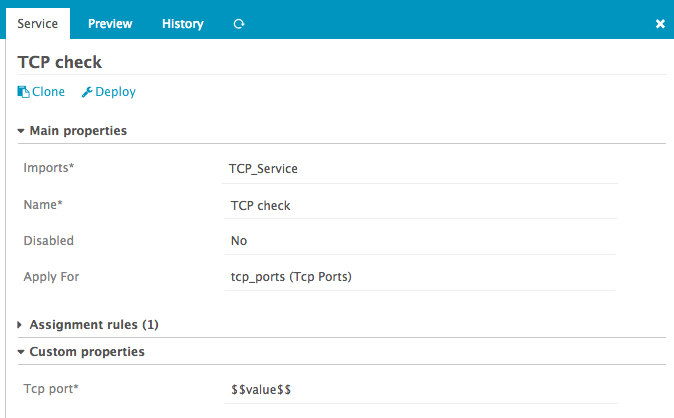 Service Preview History
TCP check
Clone Deploy
Main properties
Imports* TCP_Service
Name* TCP check
Disabled No
Apply For tcp_ports (Tcp Ports)
Assignment rules (1)
Custom properties
Tcp port* $$value$$